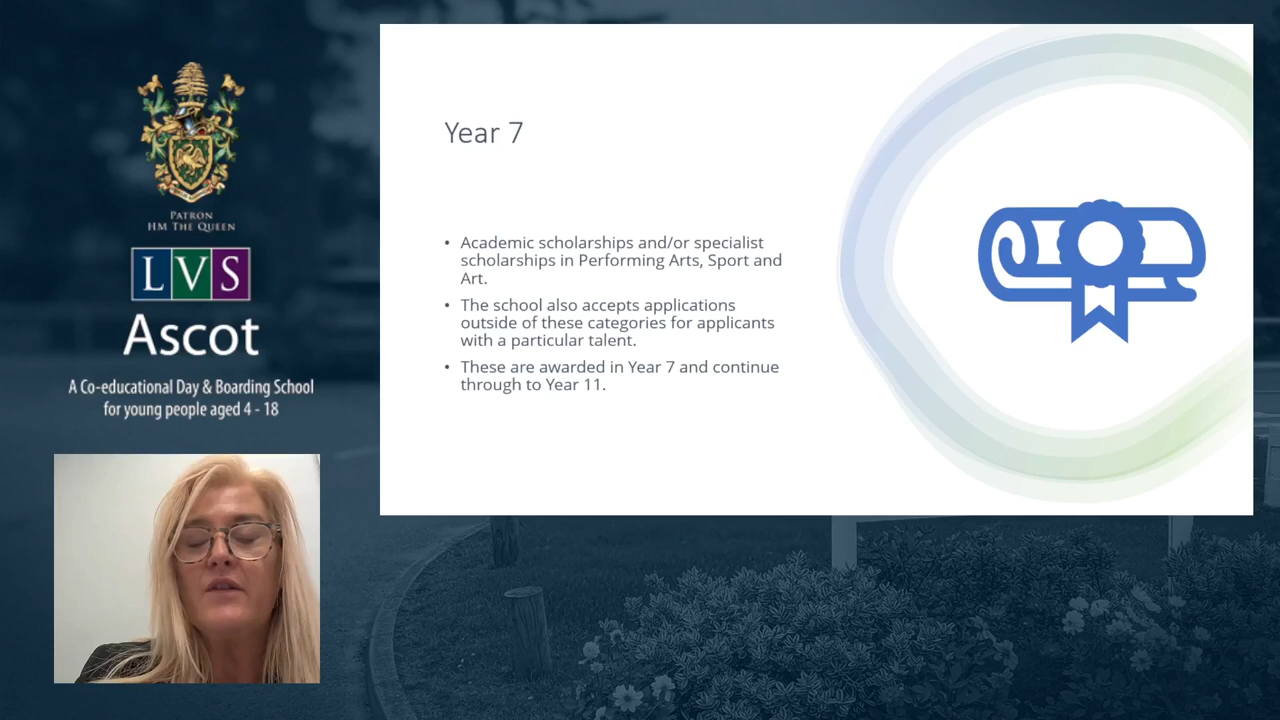 PATRON
HM THE QUEEN
LVS
Ascot
A Co-educational Day & Boarding School
for young people aged 4 - 18
Year 7
• Academic scholarships and/or specialist
scholarships in Performing Arts, Sport and
Art.
• The school also accepts applications
outside of these categories for applicants
with a particular talent.
• These are awarded in Year 7 and continue
through to Year 11.